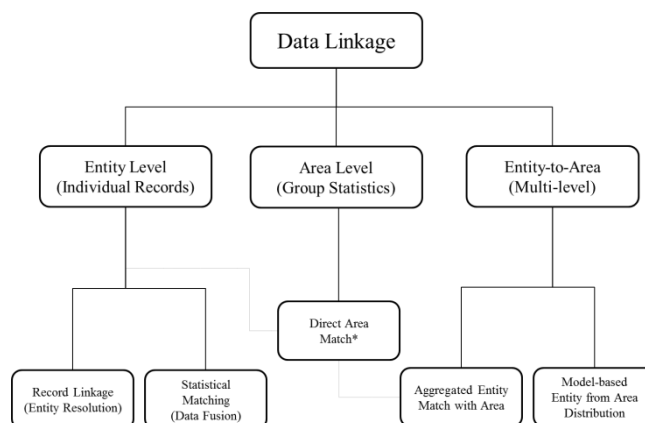 Data Linkage
Entity Level
(Individual Records)
Area Level
(Group Statistics)
Entity-to-Area
(Multi-level)
Direct Area
Match*
Record Linkage
(Entity Resolution)
Statistical
Matching
(Data Fusion)
Aggregated Entity
Match with Area
Model-based
Entity from Area
Distribution